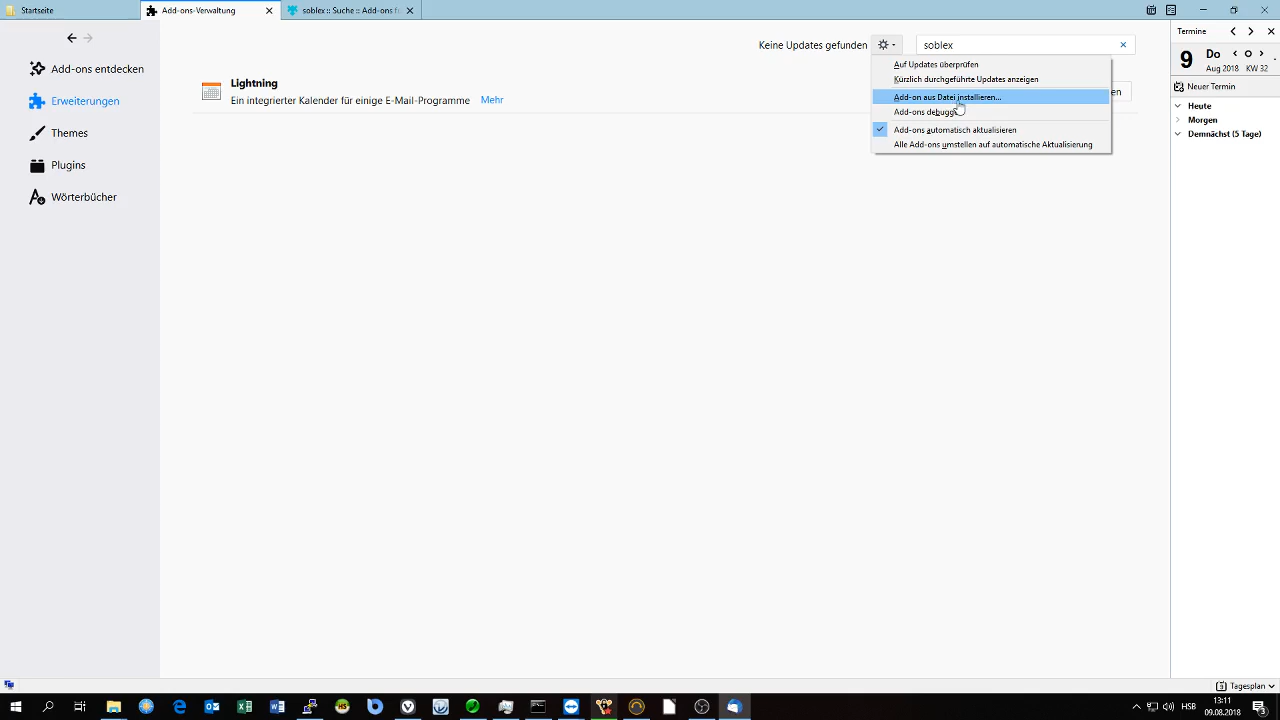 Startseite
Add-ons-Verwaltung
soblex :: Suche :: Add-ons f
Termine
Keine Updates gefunden
soblex
9
Do
Aug 2018 KW 32
Neuer Termin
Heute
Morgen
Demnächst (5 Tage)
Add-ons entdecken
Erweiterungen
Themes
Plugins
Wörterbücher
Lightning
Ein integrierter Kalender für einige E-Mail-Programme
Mehr
Auf Updates überprüfen
Kürzlich durchgeführte Updates anzeigen
Add-on aus Datei installieren...
Add-ons debugg
Add-ons automatisch aktualisieren
Alle Add-ons umstellen auf automatische Aktualisierung
en
Tagesplan
HSB
13:11
09.08.2018